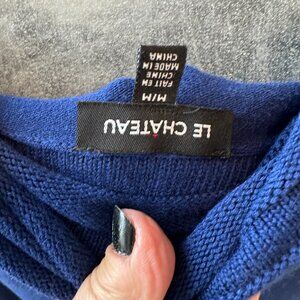 LE CHATEAU
M/M
FAIT EN
CHINE
MADE IN
CHINA